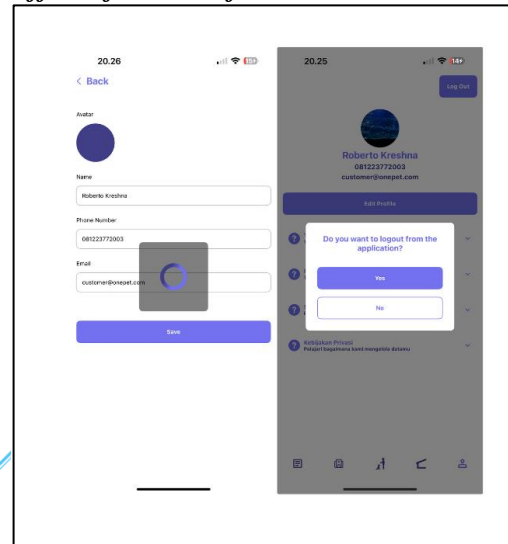 20.26
< Back
Avatar
Name
Roberto Kreshna
Phone Number
081223772003
Email
customer@onepet.com
Save
20.25
Log Out
Roberto Kreshna
081223772003
customer@onepet.com
Edit Profile
Do you want to logout from the
application?
Yes
No
Kebijakan Privasi
Pelajari bagaimana kami mengelola datamu